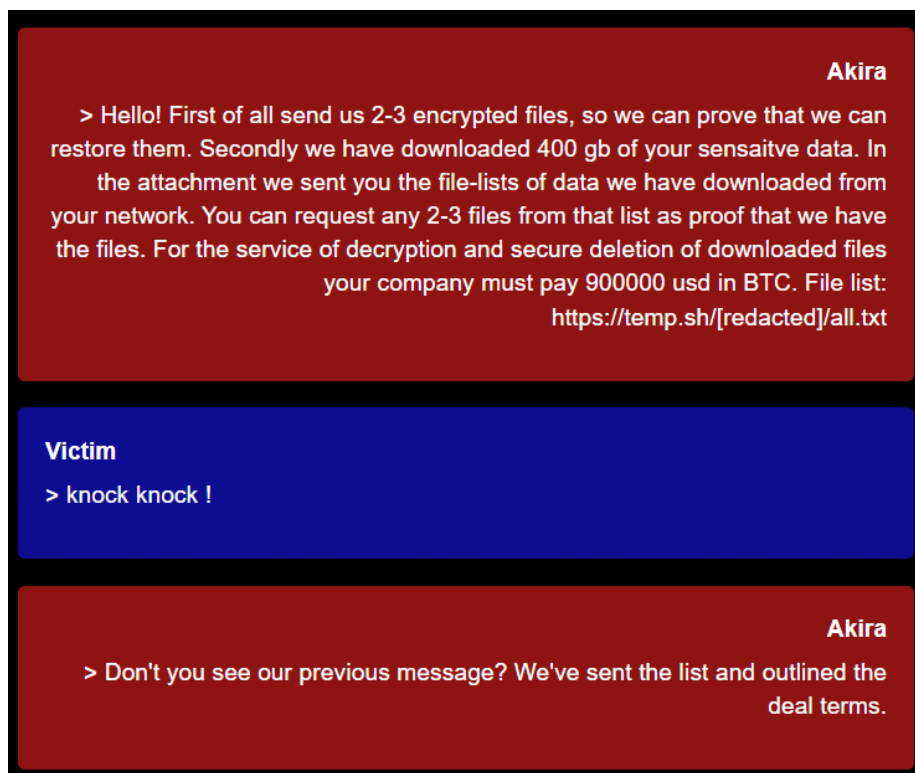 Akira
> Hello! First of all send us 2-3 encrypted files, so we can prove that we can
restore them. Secondly we have downloaded 400 gb of your sensaitve data. In
the attachment we sent you the file-lists of data we have downloaded from
your network. You can request any 2-3 files from that list as proof that we have
the files. For the service of decryption and secure deletion of downloaded files
your company must pay 900000 usd in BTC. File list:
https://temp.sh/[redacted]/all.txt
Victim
> knock knock !
Akira
> Don't you see our previous message? We've sent the list and outlined the
deal terms.